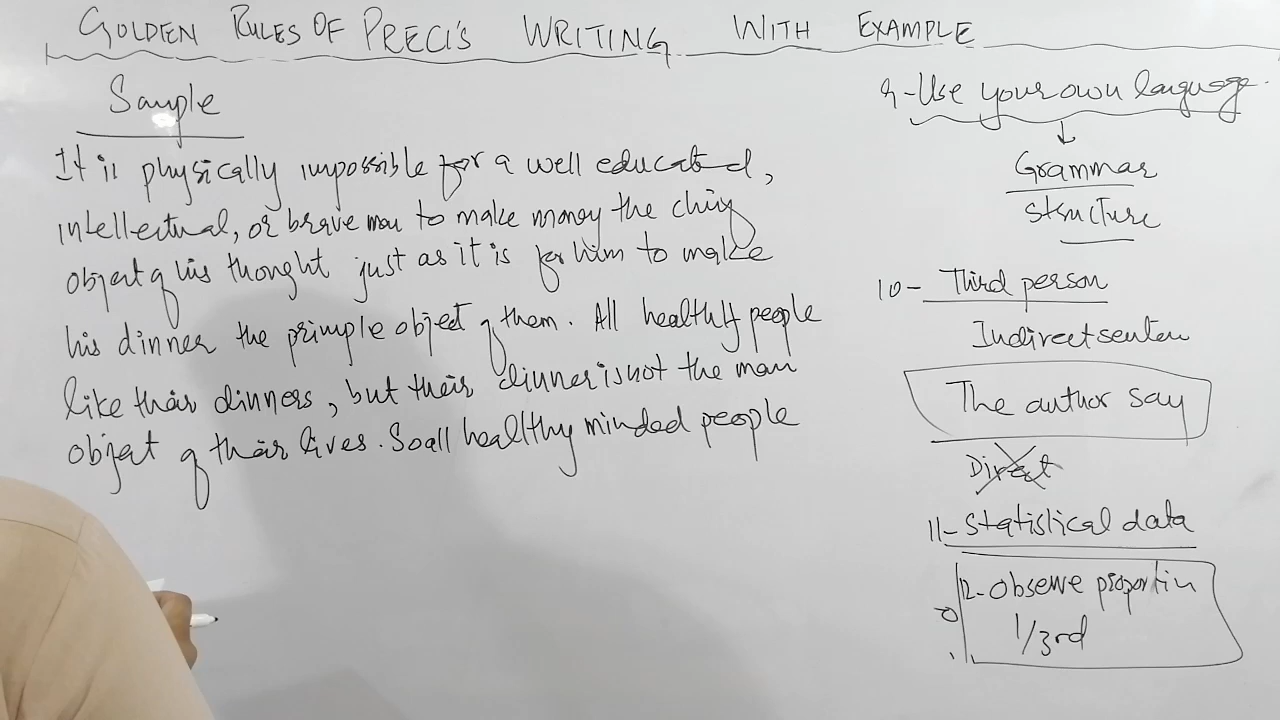 GOLDEN RULES OF PRECI'S WRITING WITH EXAMPLE
Sample
It is physically impossible for a well educated,
intellectual, or brave man to make money the
object of his thought just as it is for him to make
his dinner the object of them. All healthy people
like their dinners, but their dinner is not the main
object of their lives. So all healthy minded people
9-Use your own language.
Grammar
Structure
10- Third person
Indirect senten
The author say
Direct
11- Statistical data
12- Observe proportin
1/3rd